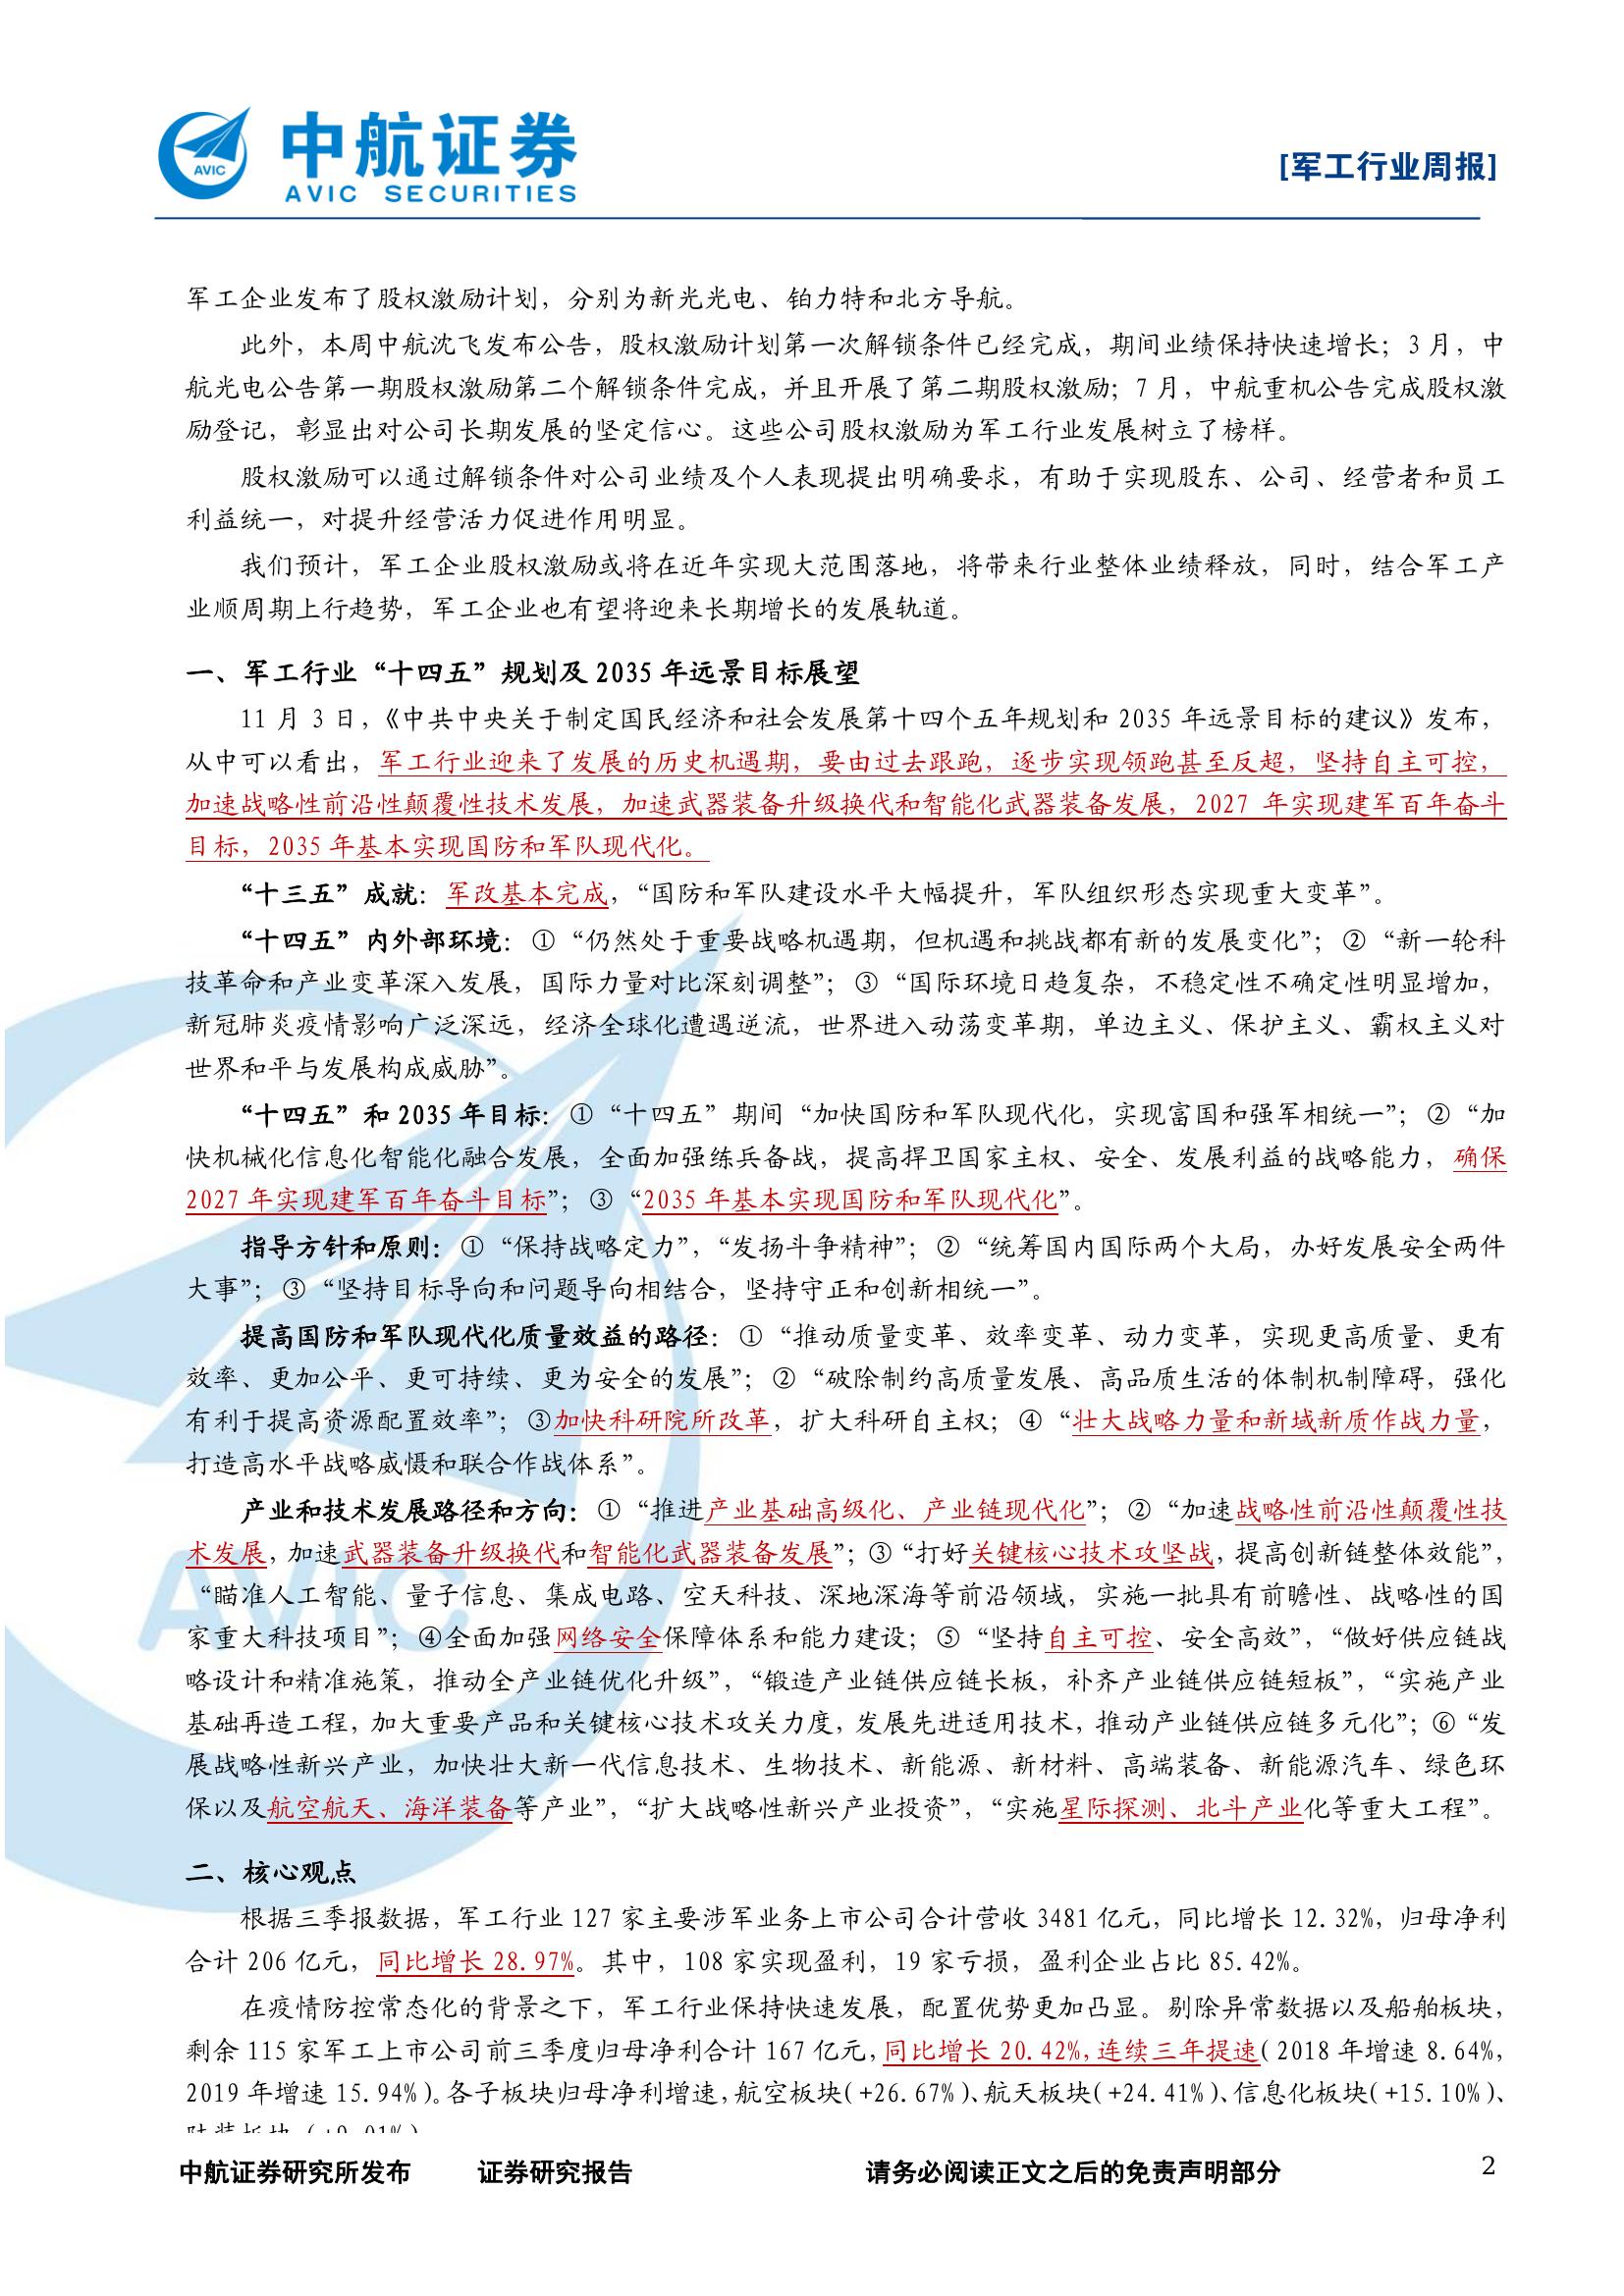 中航证券
AVIC SECURITIES
AVIC
[军工行业周报]
军工企业发布了股权激励计划，分别为新光光电、铂力特和北方导航。
此外，本周中航沈飞发布公告，股权激励计划第一次解锁条件已经完成，期间业绩保持快速增长；3 月，中
航光电公告第一期股权激励第二个解锁条件完成，并且开展了第二期股权激励；7 月，中航重机公告完成股权激
励登记，彰显出对公司长期发展的坚定信心。这些公司股权激励为军工行业发展树立了榜样。
股权激励可以通过解锁条件对公司业绩及个人表现提出明确要求，有助于实现股东、公司、经营者和员工
利益统一，对提升经营活力促进作用明显。
我们预计，军工企业股权激励或将在近年实现大范围落地，将带来行业整体业绩释放，同时，结合军工产
业顺周期上行趋势，军工企业也有望将迎来长期增长的发展轨道。
一、军工行业“十四五”规划及 2035 年远景目标展望
11 月 3 日，《中共中央关于制定国民经济和社会发展第十四个五年规划和 2035 年远景目标的建议》发布，
从中可以看出，军工行业迎来了发展的历史机遇期，要由过去跟跑，逐步实现领跑甚至反超，坚持自主可控，
加速战略性前沿性颠覆性技术发展，加速武器装备升级换代和智能化武器装备发展，2027 年实现建军百年奋斗
目标，2035 年基本实现国防和军队现代化。
“十三五”成就：军改基本完成，“国防和军队建设水平大幅提升，军队组织形态实现重大变革”。
“十四五”内外部环境：①“仍然处于重要战略机遇期，但机遇和挑战都有新的发展变化”；②“新一轮科
技革命和产业变革深入发展，国际力量对比深刻调整”；③“国际环境日趋复杂，不稳定性不确定性明显增加，
新冠肺炎疫情影响广泛深远，经济全球化遭遇逆流，世界进入动荡变革期，单边主义、保护主义、霸权主义对
世界和平与发展构成威胁”。
“十四五”和 2035 年目标：①“十四五”期间“加快国防和军队现代化，实现富国和强军相统一”；②“加
快机械化信息化智能化融合发展，全面加强练兵备战，提高捍卫国家主权、安全、发展利益的战略能力，确保
2027 年实现建军百年奋斗目标”；③“2035 年基本实现国防和军队现代化”。
指导方针和原则：①“保持战略定力”，“发扬斗争精神”；②“统筹国内国际两个大局，办好发展安全两件
大事”；③“坚持目标导向和问题导向相结合，坚持守正和创新相统一”。
提高国防和军队现代化质量效益的路径：①“推动质量变革、效率变革、动力变革，实现更高质量、更有
效率、更加公平、更可持续、更为安全的发展”；②“破除制约高质量发展、高品质生活的体制机制障碍，强化
有利于提高资源配置效率”；③加快科研院所改革，扩大科研自主权；④“壮大战略力量和新域新质作战力量，
打造高水平战略威慑和联合作战体系”。
产业和技术发展路径和方向：①“推进产业基础高级化、产业链现代化”；②“加速战略性前沿性颠覆性技
术发展，加速武器装备升级换代和智能化武器装备发展”；③“打好关键核心技术攻坚战，提高创新链整体效能”，
“瞄准人工智能、量子信息、集成电路、空天科技、深地深海等前沿领域，实施一批具有前瞻性、战略性的国
家重大科技项目”；④全面加强网络安全保障体系和能力建设；⑤“坚持自主可控、安全高效”，“做好供应链战
略设计和精准施策，推动全产业链优化升级”，“锻造产业链供应链长板，补齐产业链供应链短板”，“实施产业
基础再造工程，加大重要产品和关键核心技术攻关力度，发展先进适用技术，推动产业链供应链多元化”；⑥“发
展战略性新兴产业，加快壮大新一代信息技术、生物技术、新能源、新材料、高端装备、新能源汽车、绿色环
保以及航空航天、海洋装备等产业”，“扩大战略性新兴产业投资”，“实施星际探测、北斗产业化等重大工程”。
二、核心观点
根据三季报数据，军工行业 127 家主要涉军业务上市公司合计营收 3481 亿元，同比增长 12.32%，归母净利
合计 206 亿元，同比增长 28.97%。其中，108 家实现盈利，19 家亏损，盈利企业占比 85.42%。
在疫情防控常态化的背景之下，军工行业保持快速发展，配置优势更加凸显。剔除异常数据以及船舶板块，
剩余 115 家军工上市公司前三季度归母净利合计 167 亿元，同比增长 20.42%，连续三年提速（2018 年增速 8.64%，
2019 年增速 15.94%）。各子板块归母净利增速，航空板块（+26.67%）、航天板块（+24.41%）、信息化板块（+15.10%）、
中航证券研究所发布 证券研究报告 请务必阅读正文之后的免责声明部分 2